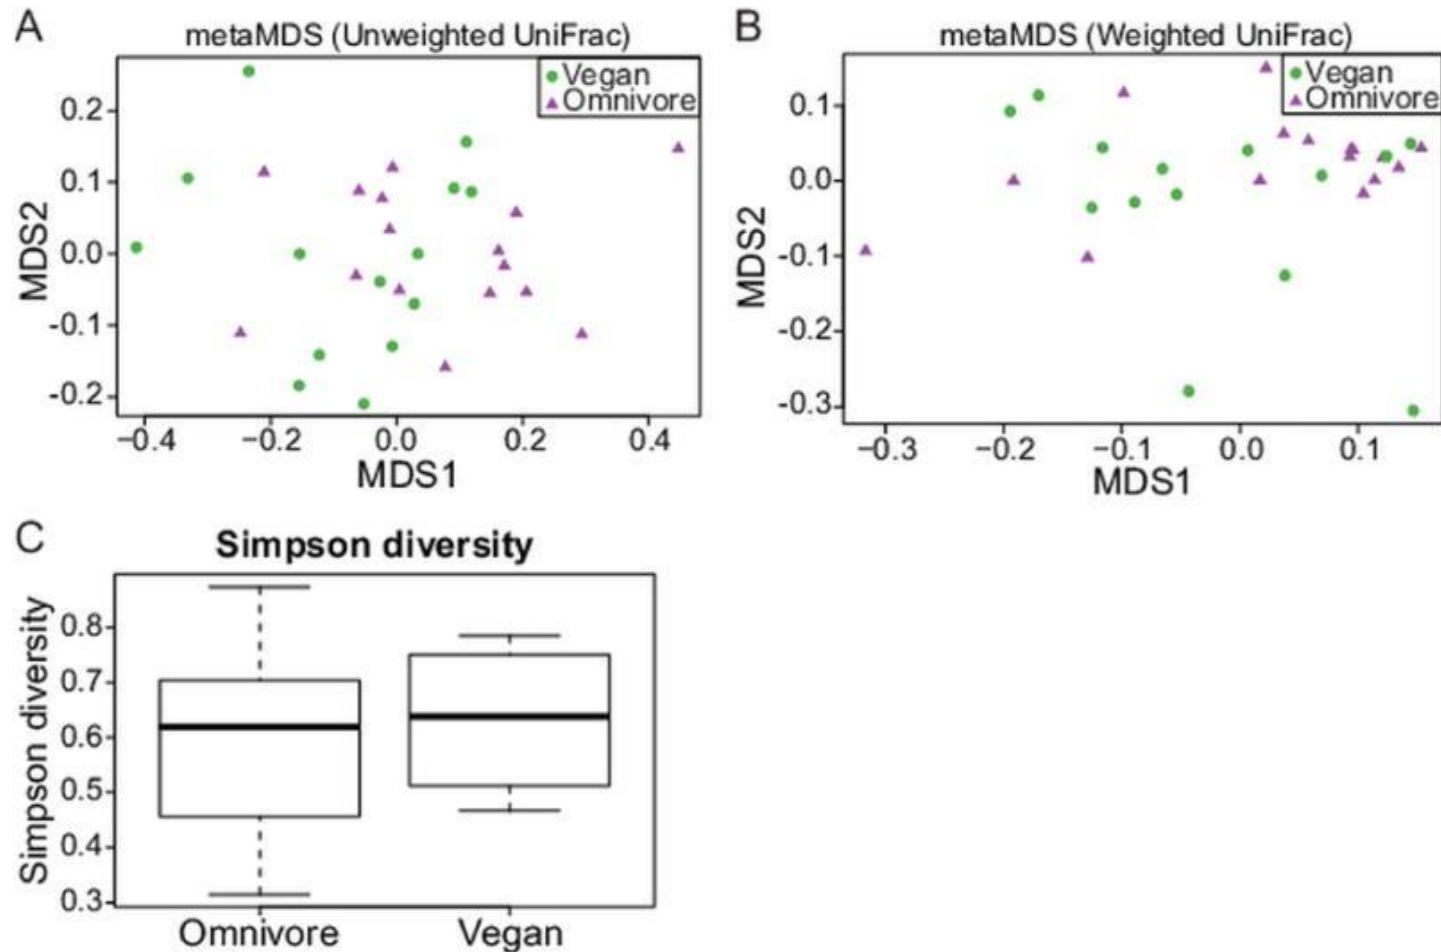 A
metaMDS (Unweighted UniFrac)
Vegan
Omnivore
MDS2
0.2
0.1
0.0
-0.1
-0.2
−0.4 −0.2 0.0 0.2 0.4
MDS1
B
metaMDS (Weighted UniFrac)
Vegan
Omnivore
MDS2
0.1
0.0
-0.1
-0.2
-0.3
−0.3 −0.2 −0.1 0.0 0.1
MDS1
C
Simpson diversity
Simpson diversity
0.8
0.7
0.6
0.5
0.4
0.3
Omnivore Vegan